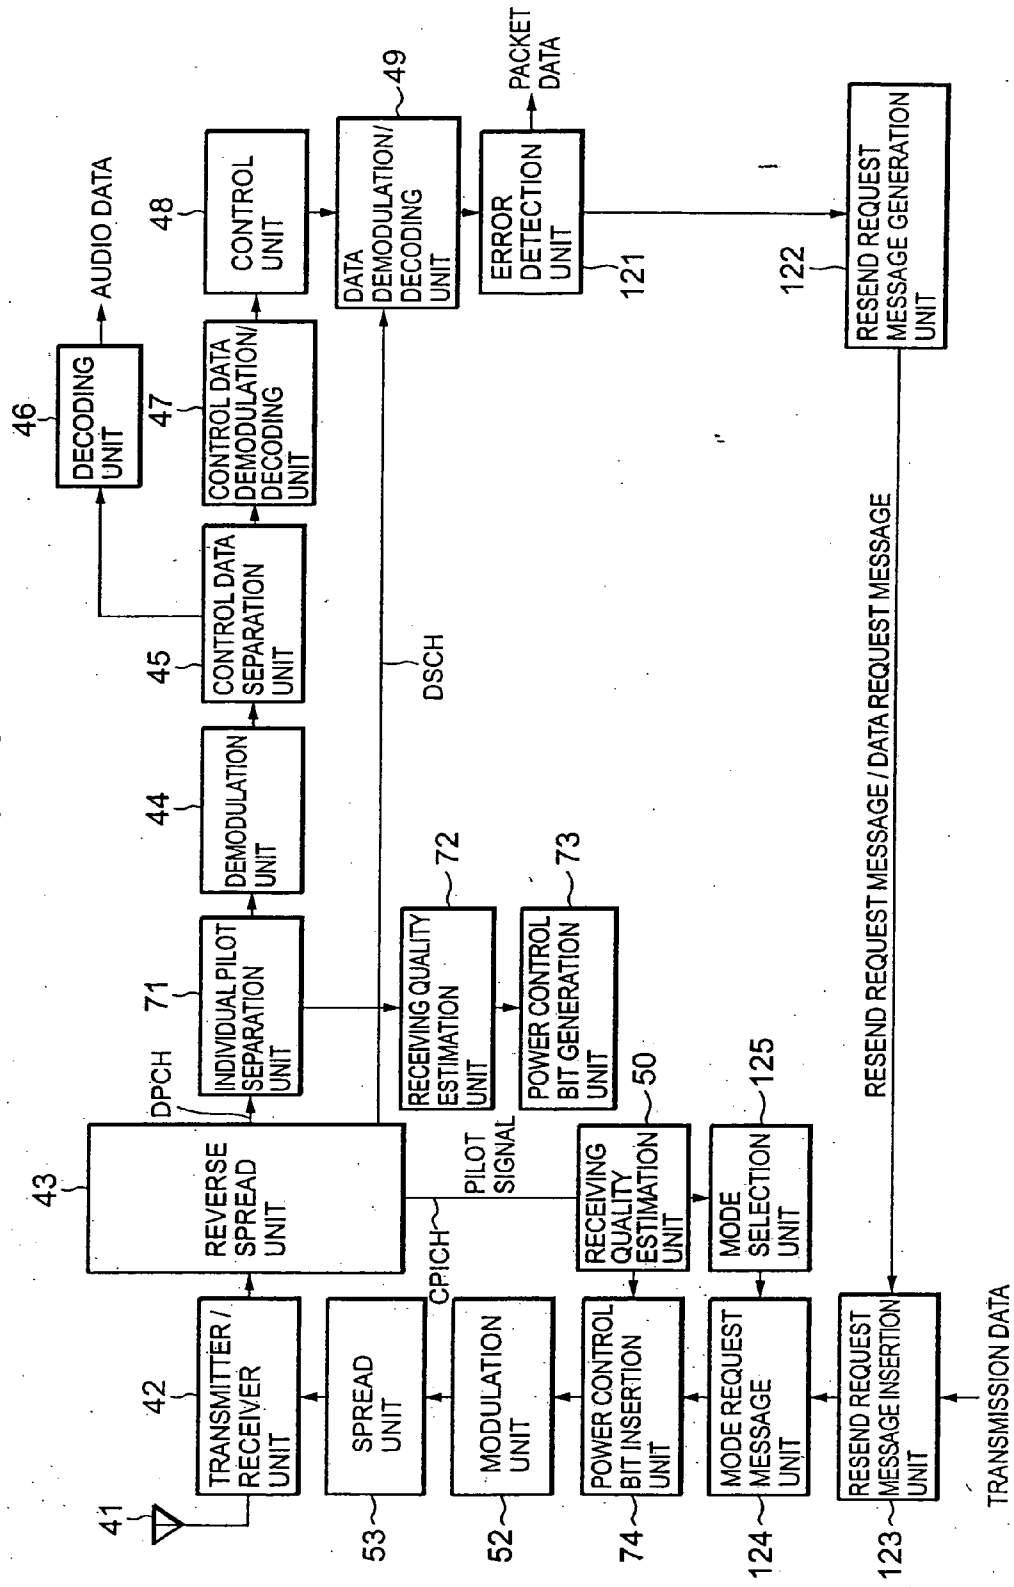 41
42
TRANSMITTER /
RECEIVER
UNIT
43
REVERSE
SPREAD
UNIT
DPCH
71
INDIVIDUAL PILOT
SEPARATION
UNIT
44
DEMODULATION
UNIT
45
CONTROL DATA
SEPARATION
UNIT
46
DECODING
UNIT
AUDIO DATA
47
CONTROL DATA
DEMODULATION/
DECODING
UNIT
48
CONTROL
UNIT
DATA
DEMODULATION/
DECODING
UNIT
49
ERROR
DETECTION
UNIT
121
PACKET
DATA
DSCH
RECEIVING QUALITY
ESTIMATION
UNIT
72
POWER CONTROL
BIT GENERATION
UNIT
73
CPICH
PILOT
SIGNAL
RECEIVING
QUALITY
ESTIMATION
UNIT
50
MODE
SELECTION
UNIT
125
SPREAD
UNIT
53
MODULATION
UNIT
52
POWER CONTROL
BIT INSERTION
UNIT
74
MODE REQUEST
MESSAGE
UNIT
124
RESEND REQUEST
MESSAGE INSERTION
UNIT
123
TRANSMISSION DATA
RESEND REQUEST MESSAGE / DATA REQUEST MESSAGE
122
RESEND REQUEST
MESSAGE GENERATION
UNIT